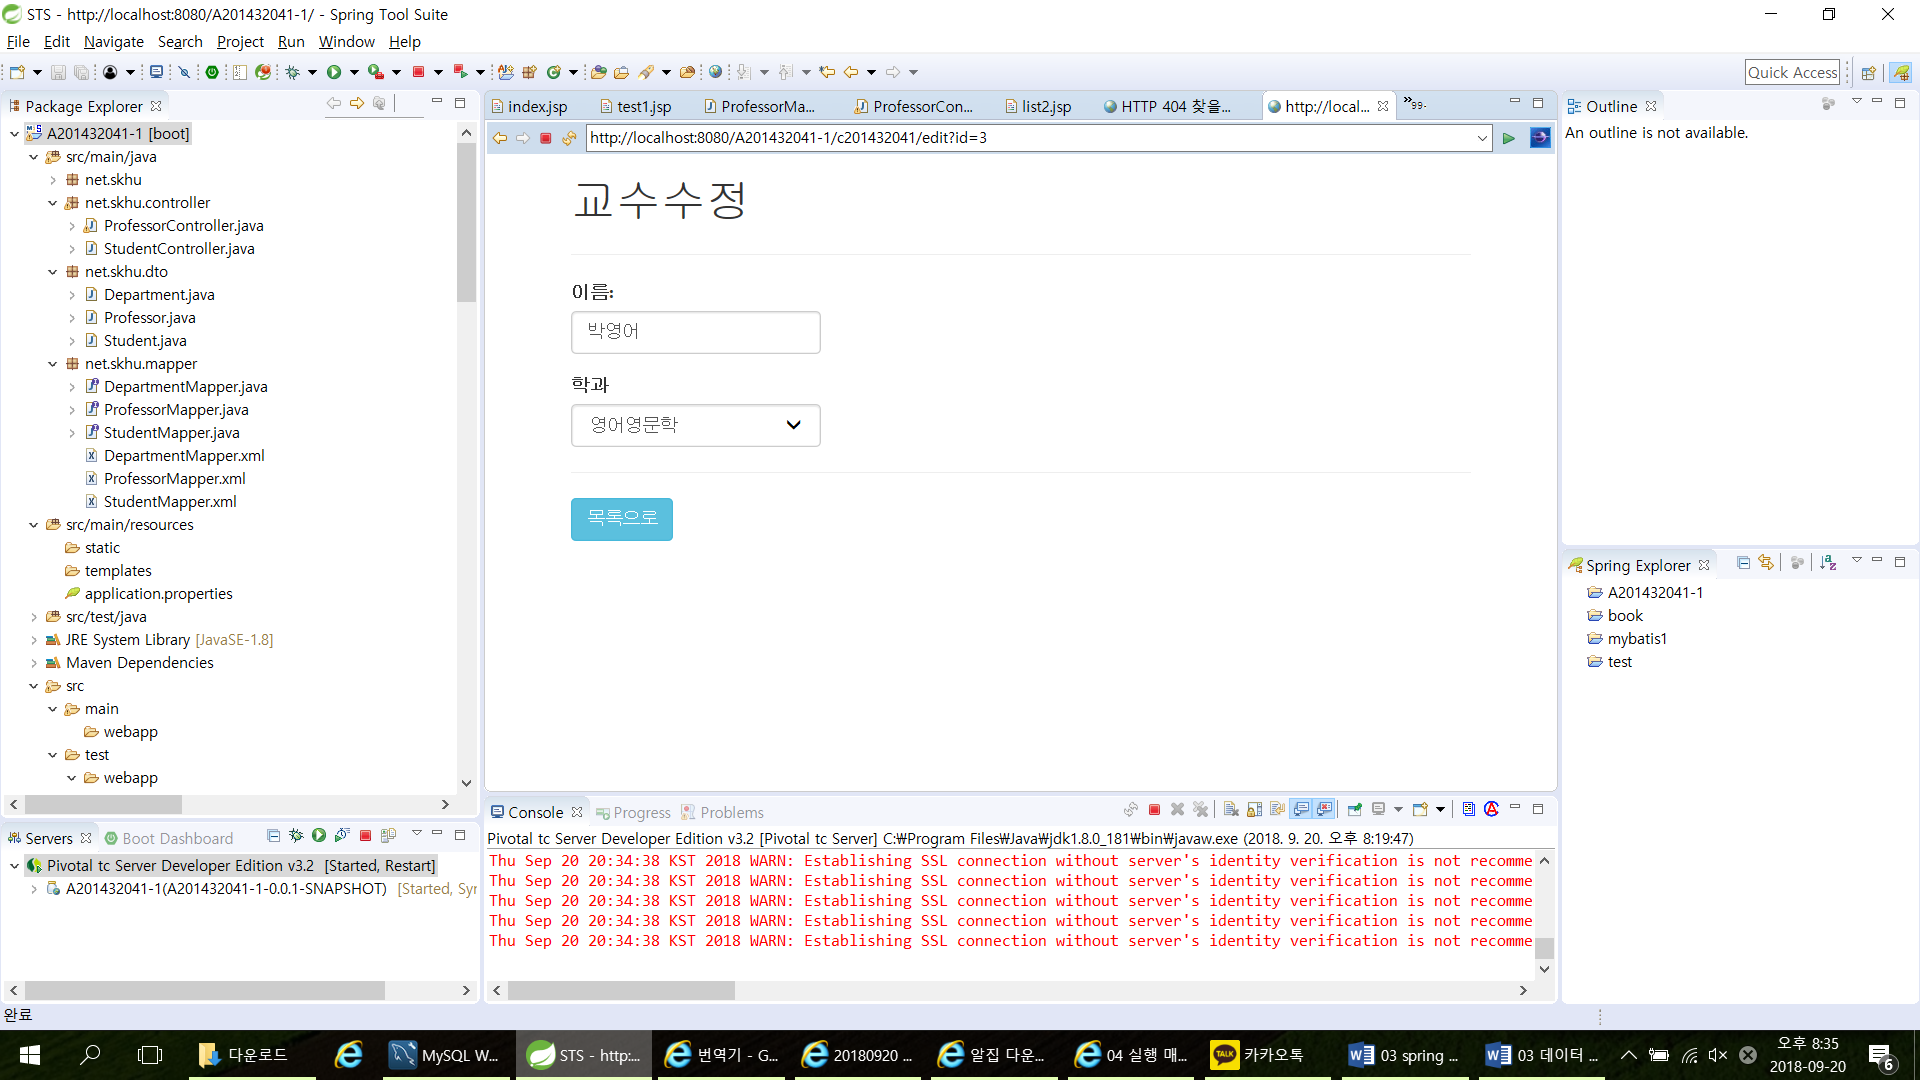 STS - http://localhost:8080/A201432041-1/ - Spring Tool Suite
File Edit Navigate Search Project Run Window Help
Quick Access
Package Explorer
A201432041-1 [boot]
src/main/java
net.skhu
net.skhu.controller
ProfessorController.java
StudentController.java
net.skhu.dto
Department.java
Professor.java
Student.java
net.skhu.mapper
DepartmentMapper.java
ProfessorMapper.java
StudentMapper.java
DepartmentMapper.xml
ProfessorMapper.xml
StudentMapper.xml
src/main/resources
static
templates
application.properties
src/test/java
JRE System Library [JavaSE-1.8]
Maven Dependencies
src
main
webapp
test
webapp
Servers Boot Dashboard
Pivotal tc Server Developer Edition v3.2 [Started, Restart]
A201432041-1(A201432041-1-0.0.1-SNAPSHOT) [Started, Syr
index.jsp test1.jsp ProfessorMa... ProfessorCon... list2.jsp HTTP 404 찾을... http://local... »99-
http://localhost:8080/A201432041-1/c201432041/edit?id=3
교수수정
이름:
박영어
학과
영어영문학
목록으로
Console Progress Problems
Pivotal tc Server Developer Edition v3.2 [Pivotal tc Server] C:₩Program Files₩Java₩jdk1.8.0_181₩bin₩javaw.exe (2018. 9. 20. 오후 8:19:47)
Thu Sep 20 20:34:38 KST 2018 WARN: Establishing SSL connection without server's identity verification is not recomme
Thu Sep 20 20:34:38 KST 2018 WARN: Establishing SSL connection without server's identity verification is not recomme
Thu Sep 20 20:34:38 KST 2018 WARN: Establishing SSL connection without server's identity verification is not recomme
Thu Sep 20 20:34:38 KST 2018 WARN: Establishing SSL connection without server's identity verification is not recomme
Thu Sep 20 20:34:38 KST 2018 WARN: Establishing SSL connection without server's identity verification is not recomme
Outline
An outline is not available.
Spring Explorer
A201432041-1
book
mybatis1
test
완료
다운로드 MySQL W... STS - http:... 번역기 - G... 20180920 ... 알집 다운... 04 실행 매... TALK 카카오톡 03 spring ... 03 데이터 ...
오후 8:35
2018-09-20
6